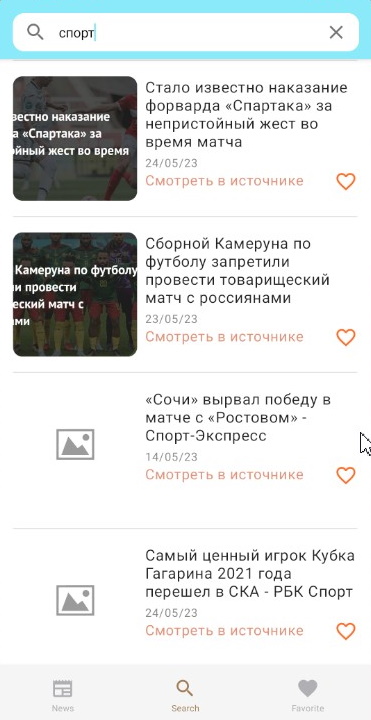 спорт
вестно наказание
а «Спартака» за
йный жест во время
Стало известно наказание
форварда «Спартака» за
непристойный жест во
время матча
24/05/23
Смотреть в источнике
Камеруна по футболу
и провести
еский матч с
ами
Сборной Камеруна по
футболу запретили
провести товарищеский
матч с россиянами
23/05/23
Смотреть в источнике
«Сочи» вырвал победу в
матче с «Ростовом» -
Спорт-Экспресс
14/05/23
Смотреть в источнике
Самый ценный игрок Кубка
Гагарина 2021 года
перешел в СКА - РБК Спорт
24/05/23
Смотреть в источнике
News
Search
Favorite